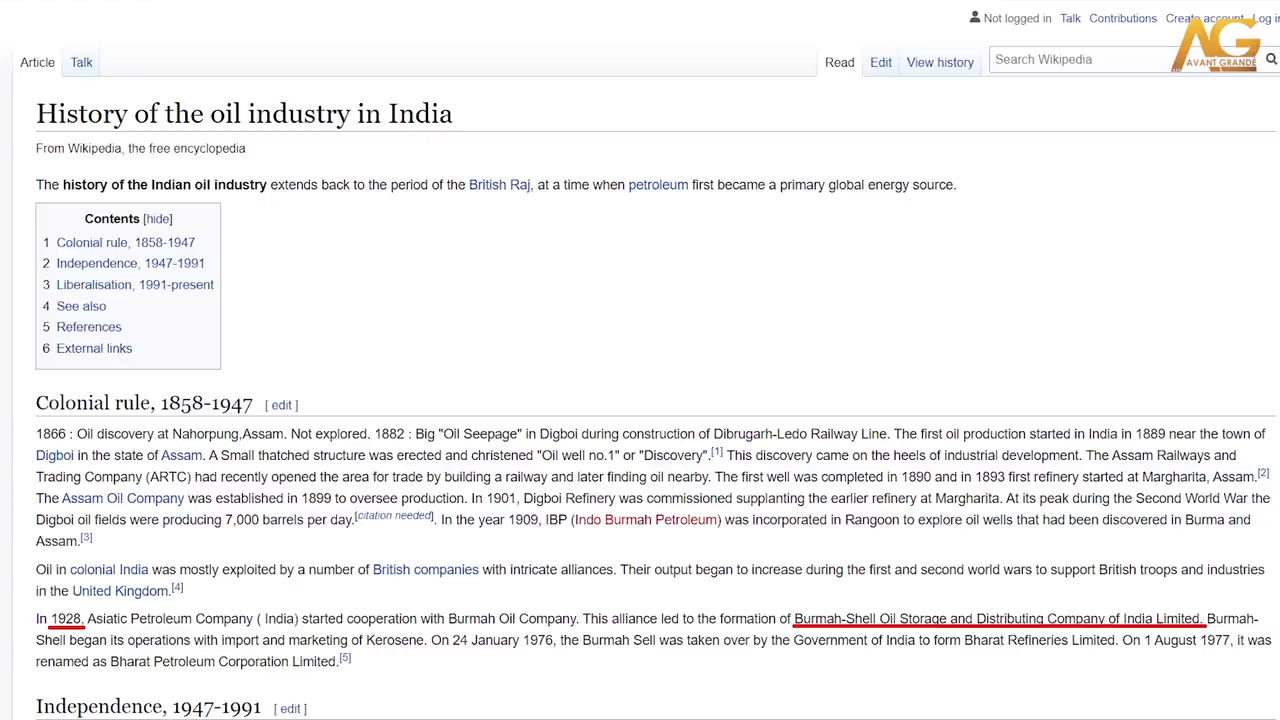 Not logged in Talk Contributions Create account Log in
AG
AVANT GRANDE
Article Talk Read Edit View history Search Wikipedia
History of the oil industry in India
From Wikipedia, the free encyclopedia
The history of the Indian oil industry extends back to the period of the British Raj, at a time when petroleum first became a primary global energy source.
Contents [hide]
1 Colonial rule, 1858-1947
2 Independence, 1947-1991
3 Liberalisation, 1991-present
4 See also
5 References
6 External links
Colonial rule, 1858-1947 [ edit ]
1866 : Oil discovery at Nahorpung,Assam. Not explored. 1882 : Big "Oil Seepage" in Digboi during construction of Dibrugarh-Ledo Railway Line. The first oil production started in India in 1889 near the town of
Digboi in the state of Assam. A Small thatched structure was erected and christened "Oil well no.1" or "Discovery".[1] This discovery came on the heels of industrial development. The Assam Railways and
Trading Company (ARTC) had recently opened the area for trade by building a railway and later finding oil nearby. The first well was completed in 1890 and in 1893 first refinery started at Margharita, Assam.[2]
The Assam Oil Company was established in 1899 to oversee production. In 1901, Digboi Refinery was commissioned supplanting the earlier refinery at Margharita. At its peak during the Second World War the
Digboi oil fields were producing 7,000 barrels per day.[citation needed]. In the year 1909, IBP (Indo Burmah Petroleum) was incorporated in Rangoon to explore oil wells that had been discovered in Burma and
Assam.[3]
Oil in colonial India was mostly exploited by a number of British companies with intricate alliances. Their output began to increase during the first and second world wars to support British troops and industries
in the United Kingdom.[4]
In 1928, Asiatic Petroleum Company ( India) started cooperation with Burmah Oil Company. This alliance led to the formation of Burmah-Shell Oil Storage and Distributing Company of India Limited. Burmah-
Shell began its operations with import and marketing of Kerosene. On 24 January 1976, the Burmah Sell was taken over by the Government of India to form Bharat Refineries Limited. On 1 August 1977, it was
renamed as Bharat Petroleum Corporation Limited.[5]
Independence, 1947-1991 [ edit ]